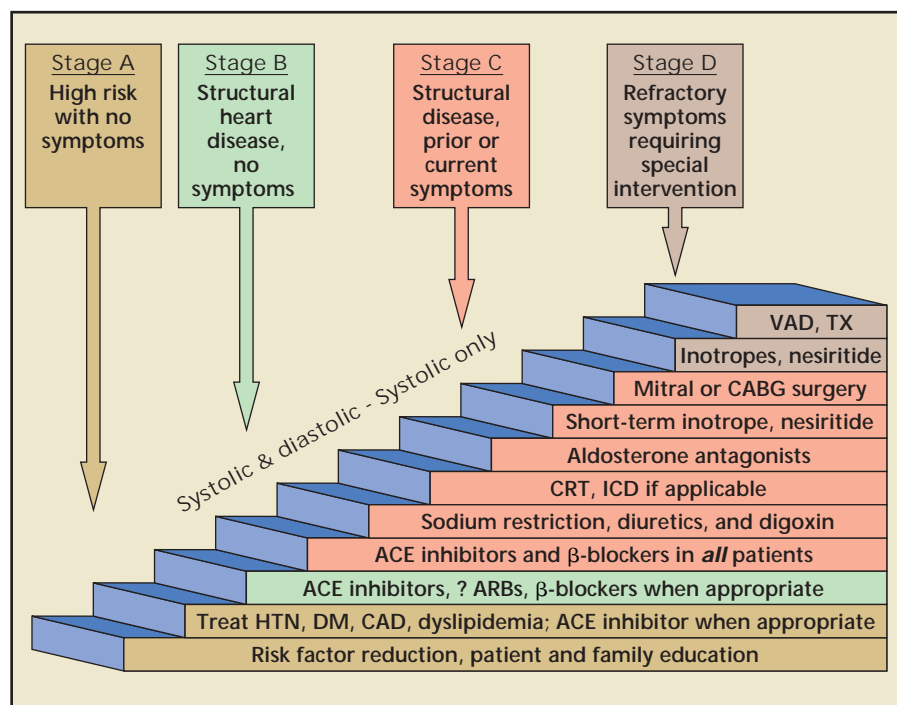 Stage A
High risk
with no
symptoms
Stage B
Structural
heart
disease,
no
symptoms
Stage C
Structural
disease,
prior or
current
symptoms
Stage D
Refractory
symptoms
requiring
special
intervention
Systolic & diastolic - Systolic only
VAD, TX
Inotropes, nesiritide
Mitral or CABG surgery
Short-term inotrope, nesiritide
Aldosterone antagonists
CRT, ICD if applicable
Sodium restriction, diuretics, and digoxin
ACE inhibitors and β-blockers in all patients
ACE inhibitors, ? ARBs, β-blockers when appropriate
Treat HTN, DM, CAD, dyslipidemia; ACE inhibitor when appropriate
Risk factor reduction, patient and family education